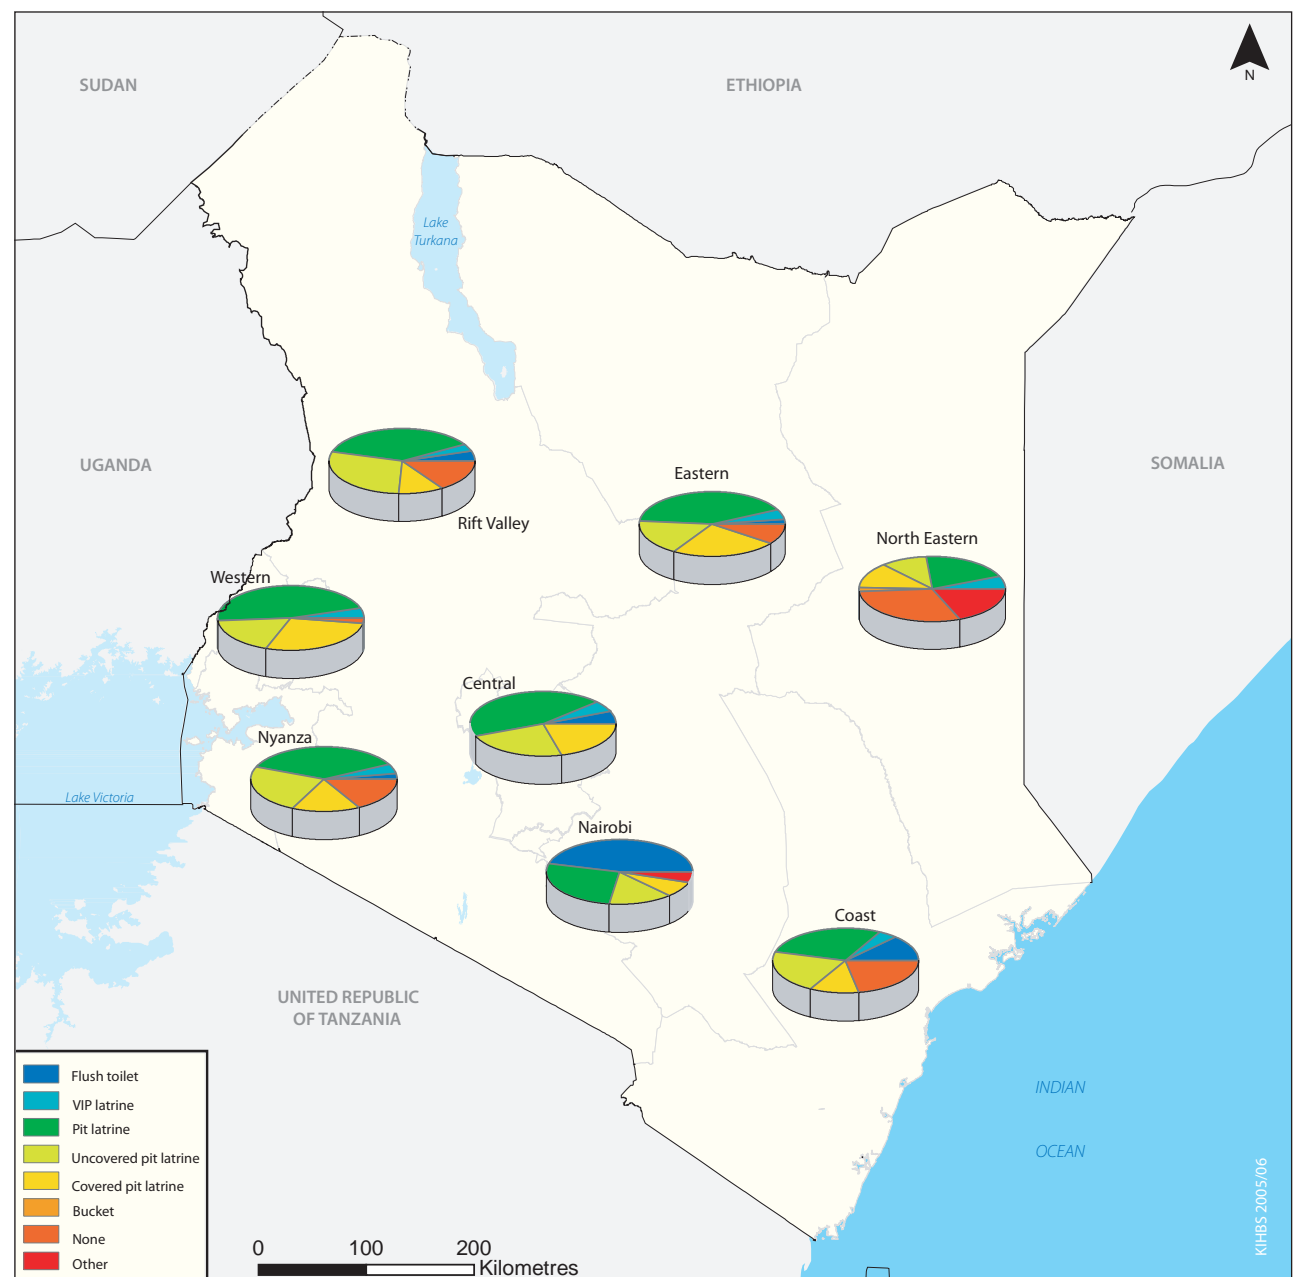 N
SUDAN
ETHIOPIA
Lake
Turkana
UGANDA
SOMALIA
Eastern
Rift Valley
North Eastern
Western
Central
Nyanza
Lake Victoria
Nairobi
Coast
UNITED REPUBLIC
OF TANZANIA
INDIAN
OCEAN
Flush toilet
VIP latrine
Pit latrine
Uncovered pit latrine
Covered pit latrine
Bucket
None
Other
0 100 200
Kilometres
KIHBS 2005/06